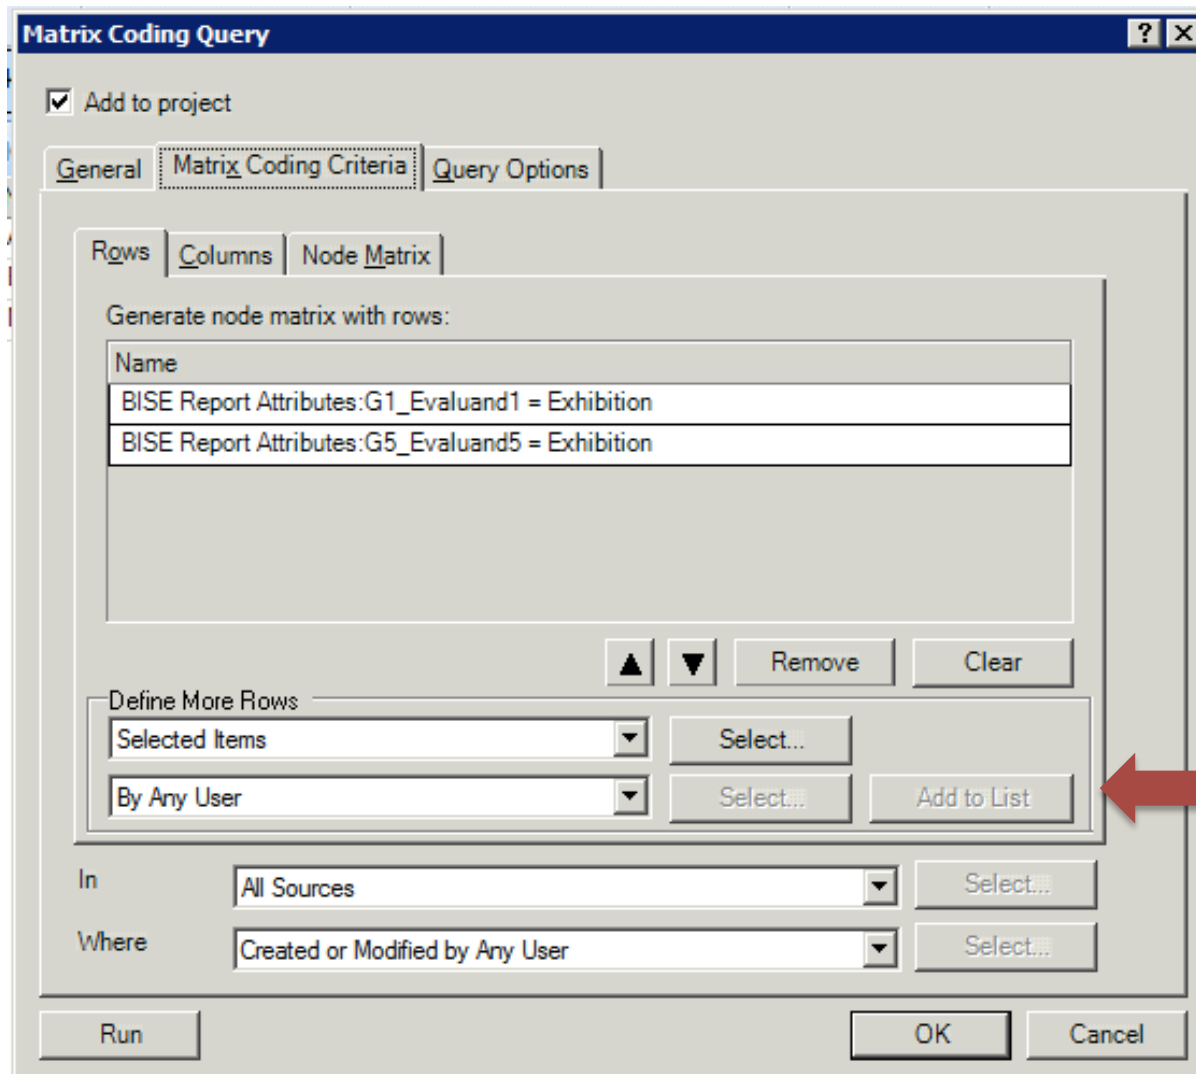 Matrix Coding Query
Add to project
General Matrix Coding Criteria Query Options
Rows Columns Node Matrix
Generate node matrix with rows:
Name
BISE Report Attributes:G1_Evaluand1 = Exhibition
BISE Report Attributes:G5_Evaluand5 = Exhibition
Remove Clear
Define More Rows
Selected Items Select...
By Any User Select... Add to List
In All Sources Select...
Where Created or Modified by Any User Select...
Run OK Cancel